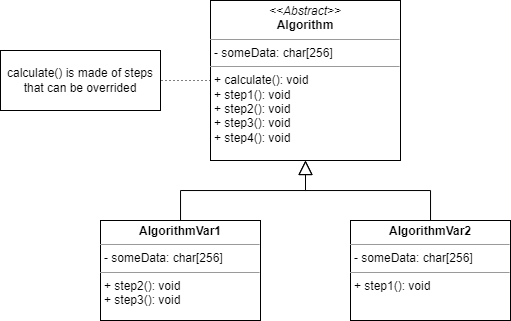 <<Abstract>>
Algorithm
- someData: char[256]
+ calculate(): void
+ step1(): void
+ step2(): void
+ step3(): void
+ step4(): void
calculate() is made of steps
that can be overrided
AlgorithmVar1
- someData: char[256]
+ step2(): void
+ step3(): void
AlgorithmVar2
- someData: char[256]
+ step1(): void